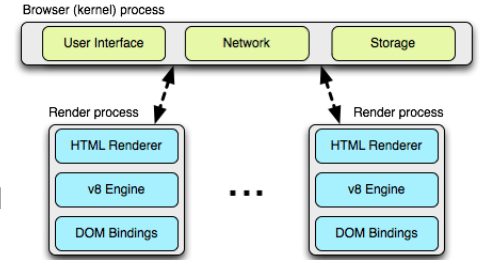 Browser (kernel) process
User Interface
Network
Storage
Render process
Render process
HTML Renderer
v8 Engine
DOM Bindings
...
HTML Renderer
v8 Engine
DOM Bindings